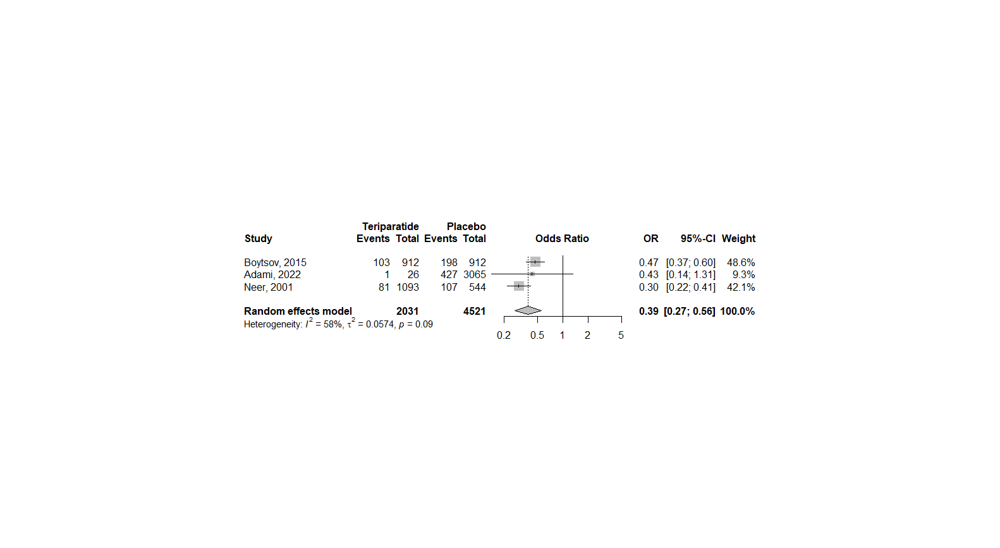 Teriparatide Placebo
Study Events Total Events Total Odds Ratio OR 95%-CI Weight
Boytsov, 2015 103 912 198 912 0.47 [0.37; 0.60] 48.6%
Adami, 2022 1 26 427 3065 0.43 [0.14; 1.31] 9.3%
Neer, 2001 81 1093 107 544 0.30 [0.22; 0.41] 42.1%
Random effects model 2031 4521 0.39 [0.27; 0.56] 100.0%
Heterogeneity: I² = 58%, τ² = 0.0574, p = 0.09
0.2 0.5 1 2 5